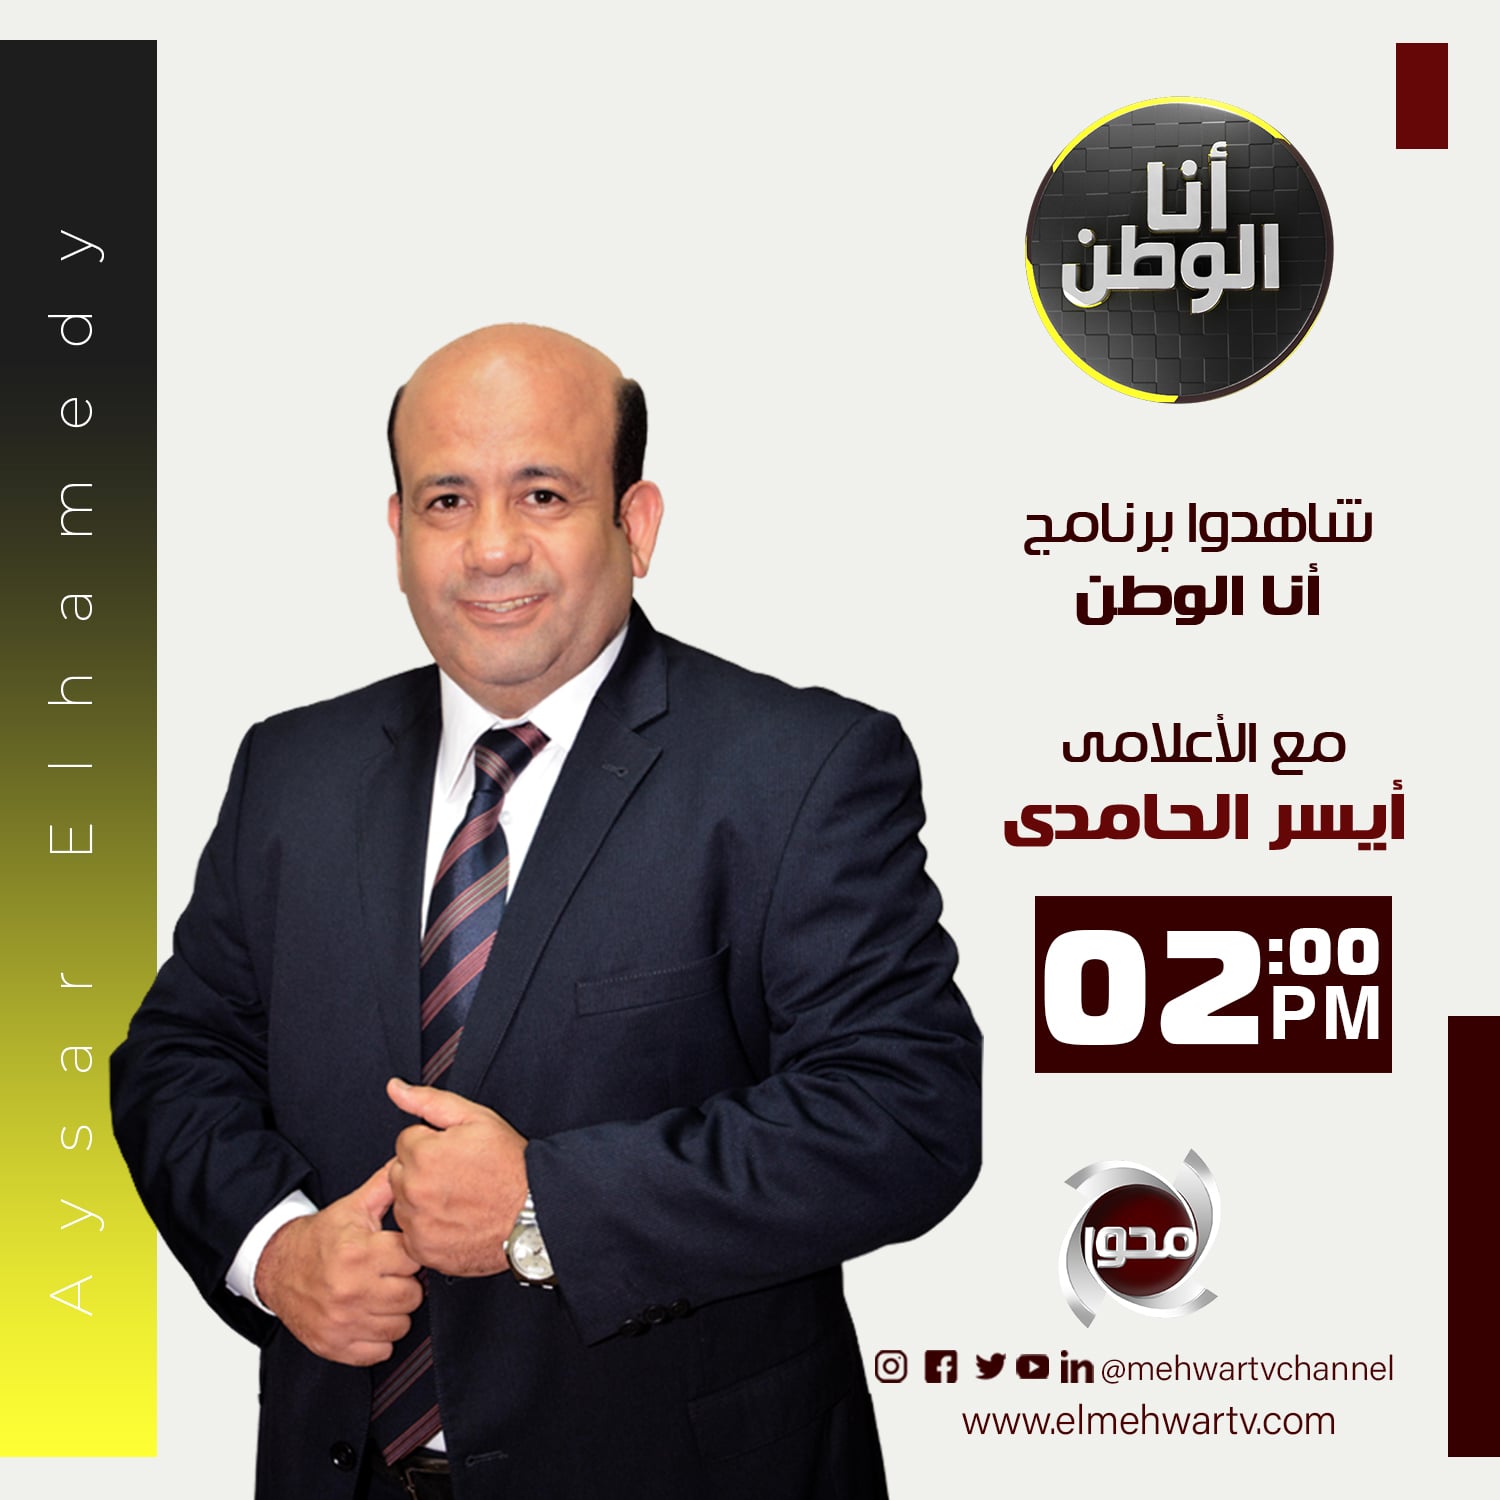 Aysar Elhamedy
أنا
الوطن
شاهدوا برنامج
أنا الوطن
مع الأعلامى
أيسر الحامدى
02:00
PM
محور
@mehwartvchannel
www.elmehwartv.com